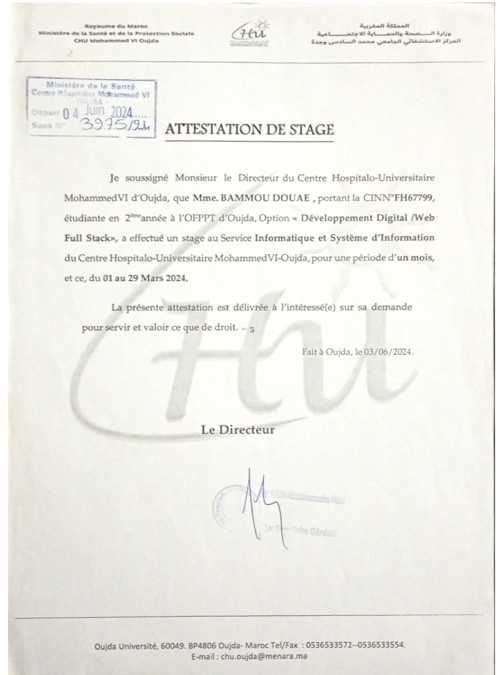 Royaume du Maroc
Ministère de la Santé et de la Protection Sociale
CHU Mohammed VI Oujda
CHU
المملكة المغربية
وزارة الصحة والحماية الاجتماعية
المركز الاستشفائي الجامعي محمد السادس وجدة
Ministère de la Santé
Centre Hospitalier Mohammed VI
Départ 04 Juin 2024
Sous N° 3975/24
ATTESTATION DE STAGE
Je soussigné Monsieur le Directeur du Centre Hospitalo-Universitaire
MohammedVI d'Oujda, que Mme. BAMMOU DOUAE , portant la CINN°FH67799,
étudiante en 2ème année à l'OFPPT d'Oujda, Option « Développement Digital /Web
Full Stack», a effectué un stage au Service Informatique et Système d'Information
du Centre Hospitalo-Universitaire MohammedVI-Oujda, pour une période d'un mois,
et ce, du 01 au 29 Mars 2024.
La présente attestation est délivrée à l'intéressé(e) sur sa demande
pour servir et valoir ce que de droit.
Fait à Oujda, le 03/06/2024.
Le Directeur
Le Secrétaire Général
Oujda Université, 60049. BP4806 Oujda- Maroc Tel/Fax : 0536533572--0536533554.
E-mail : chu.oujda@menara.ma